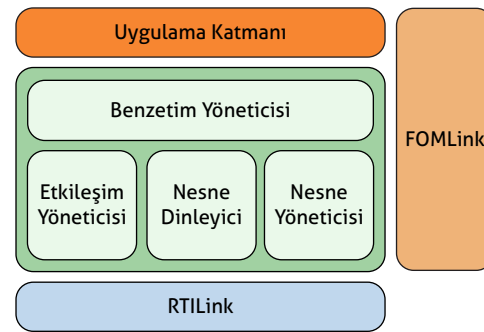 Uygulama Katmanı
Benzetim Yöneticisi
FOMLink
Etkileşim
Yöneticisi
Nesne
Dinleyici
Nesne
Yöneticisi
RTILink